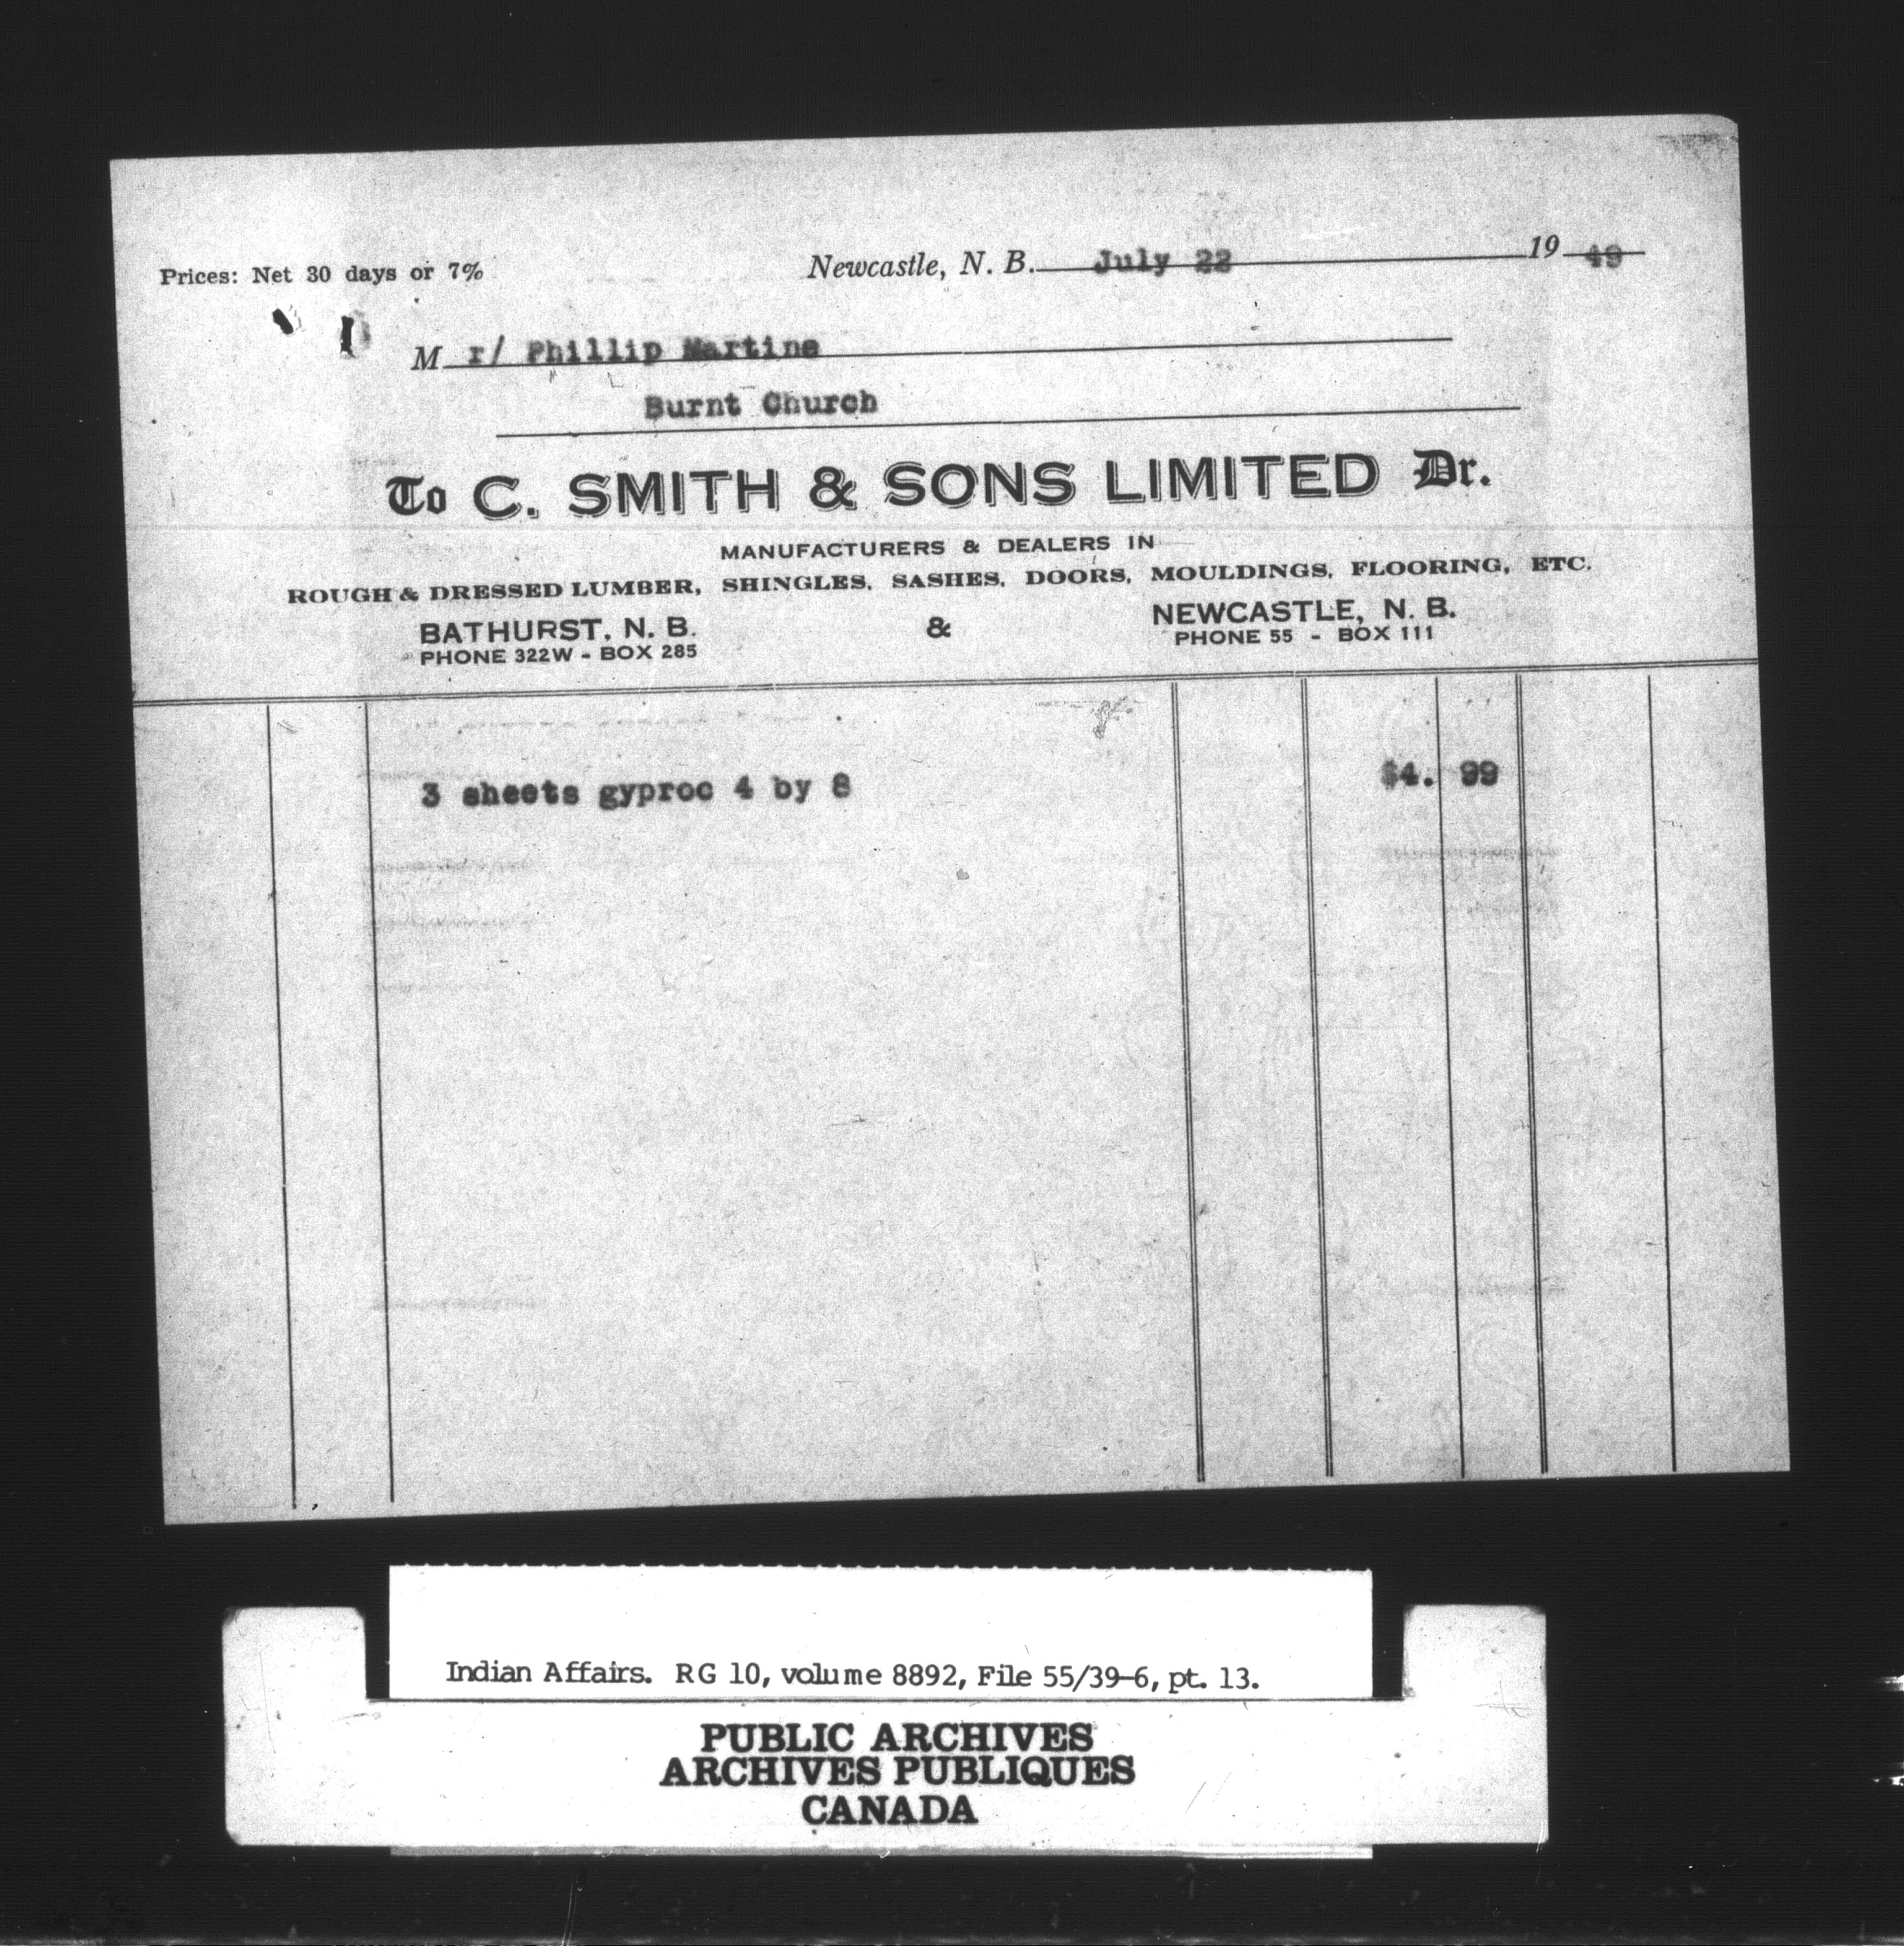 Prices: Net 30 days or 7%
Newcastle, N. B. July 22 1949
Mr/ Phillip Martine
Burnt Church
To C. SMITH & SONS LIMITED Dr.
MANUFACTURERS & DEALERS IN
ROUGH & DRESSED LUMBER, SHINGLES, SASHES, DOORS, MOULDINGS, FLOORING, ETC.
BATHURST, N. B. & NEWCASTLE, N. B.
PHONE 322W - BOX 285 PHONE 55 - BOX 111
3 sheets gyproc 4 by 8 $4. 99
Indian Affairs. RG 10, volume 8892, File 55/39-6, pt. 13.
PUBLIC ARCHIVES
ARCHIVES PUBLIQUES
CANADA